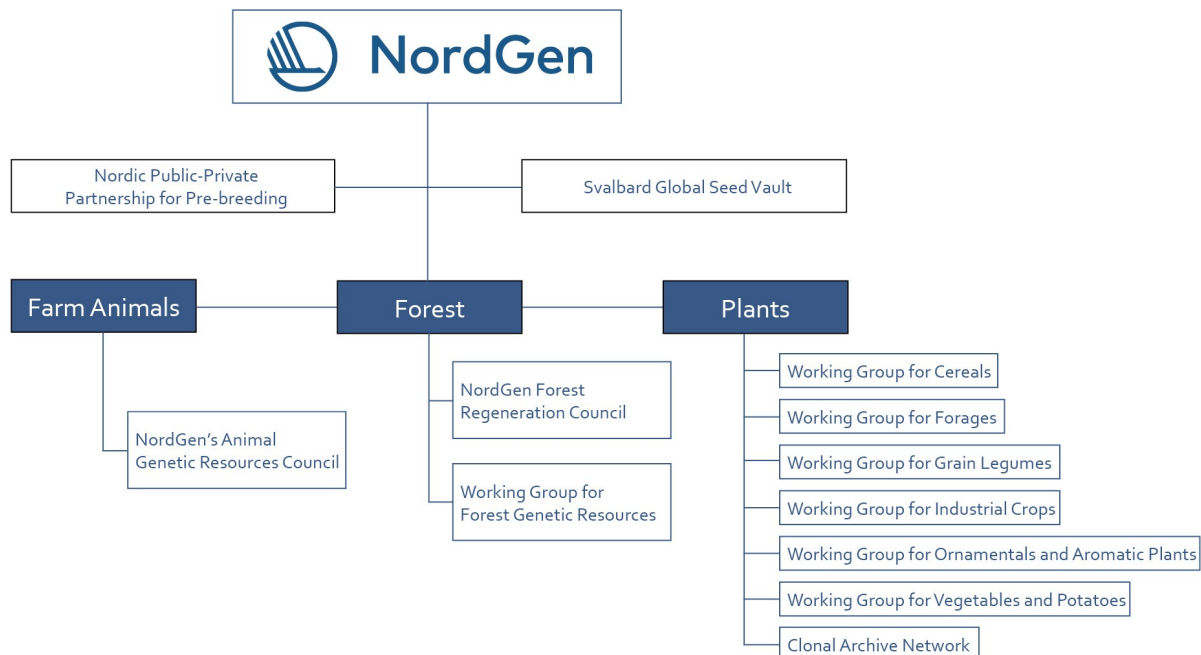 NordGen
Nordic Public-Private
Partnership for Pre-breeding
Svalbard Global Seed Vault
Farm Animals
Forest
Plants
NordGen’s Animal
Genetic Resources Council
NordGen Forest
Regeneration Council
Working Group for
Forest Genetic Resources
Working Group for Cereals
Working Group for Forages
Working Group for Grain Legumes
Working Group for Industrial Crops
Working Group for Ornamentals and Aromatic Plants
Working Group for Vegetables and Potatoes
Clonal Archive Network